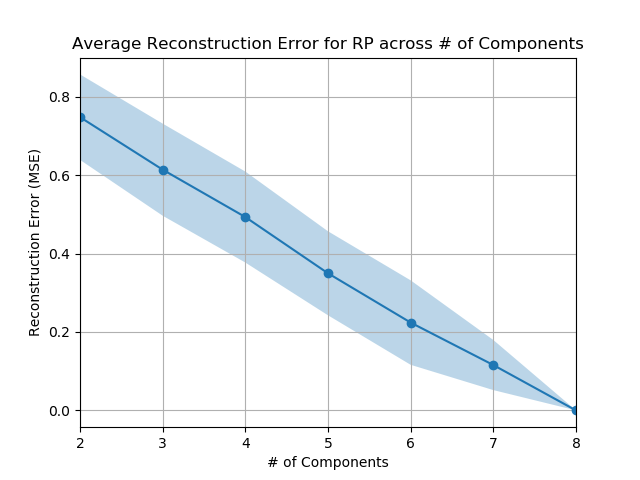 Average Reconstruction Error for RP across # of Components
Reconstruction Error (MSE)
0.8
0.6
0.4
0.2
0.0
2 3 4 5 6 7 8
# of Components